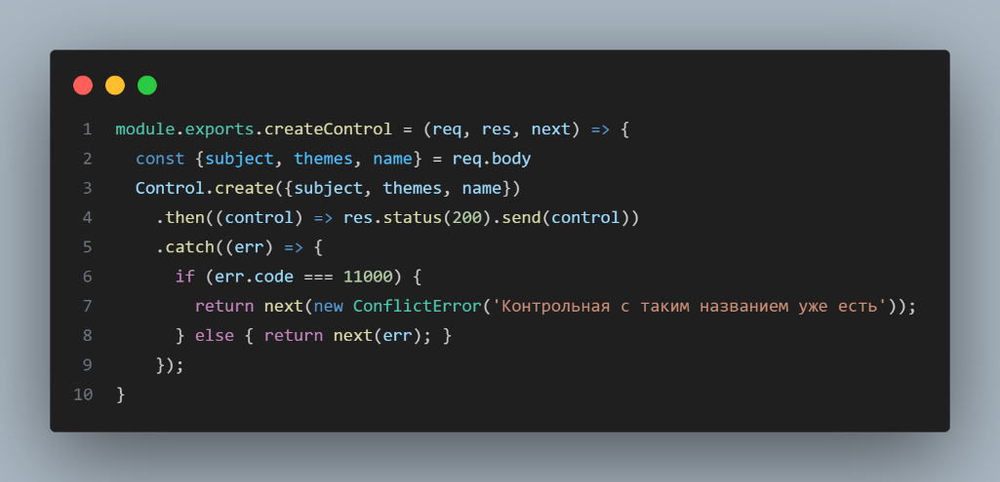 1 module.exports.createControl = (req, res, next) => {
2   const {subject, themes, name} = req.body
3   Control.create({subject, themes, name})
4     .then((control) => res.status(200).send(control))
5     .catch((err) => {
6       if (err.code === 11000) {
7         return next(new ConflictError('Контрольная с таким названием уже есть'));
8       } else { return next(err); }
9     });
10 }